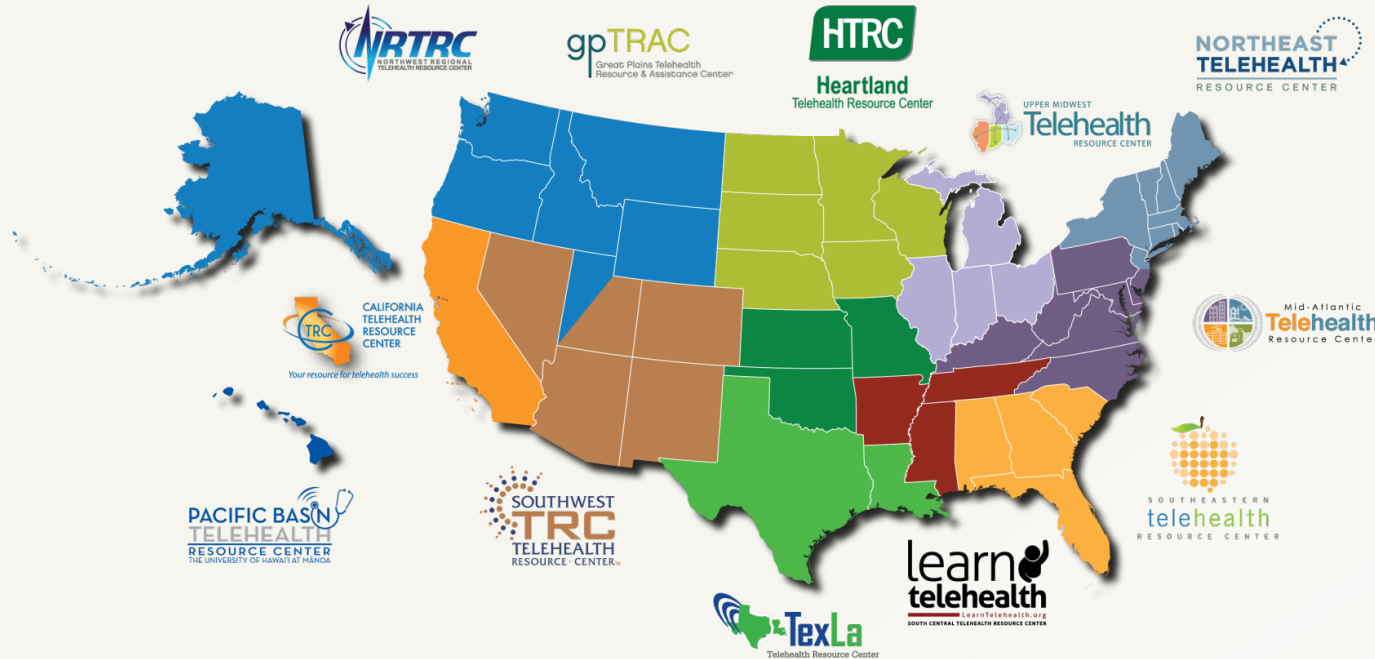 NRTRC
NORTHWEST REGIONAL
TELEHEALTH RESOURCE CENTER
gpTRAC
Great Plains Telehealth
Resource & Assistance Center
HTRC
Heartland
Telehealth Resource Center
NORTHEAST
TELEHEALTH
RESOURCE CENTER
UPPER MIDWEST
Telehealth
RESOURCE CENTER
TRC
CALIFORNIA
TELEHEALTH
RESOURCE
CENTER
Your resource for telehealth success
Mid-Atlantic
Telehealth
Resource Center
PACIFIC BASIN
TELEHEALTH
RESOURCE CENTER
THE UNIVERSITY OF HAWAI'I AT MĀNOA
SOUTHWEST
TRC
TELEHEALTH
RESOURCE · CENTER
SOUTHEASTERN
telehealth
RESOURCE CENTER
learn
telehealth
LearnTelehealth.org
SOUTH CENTRAL TELEHEALTH RESOURCE CENTER
TexLa
Telehealth Resource Center